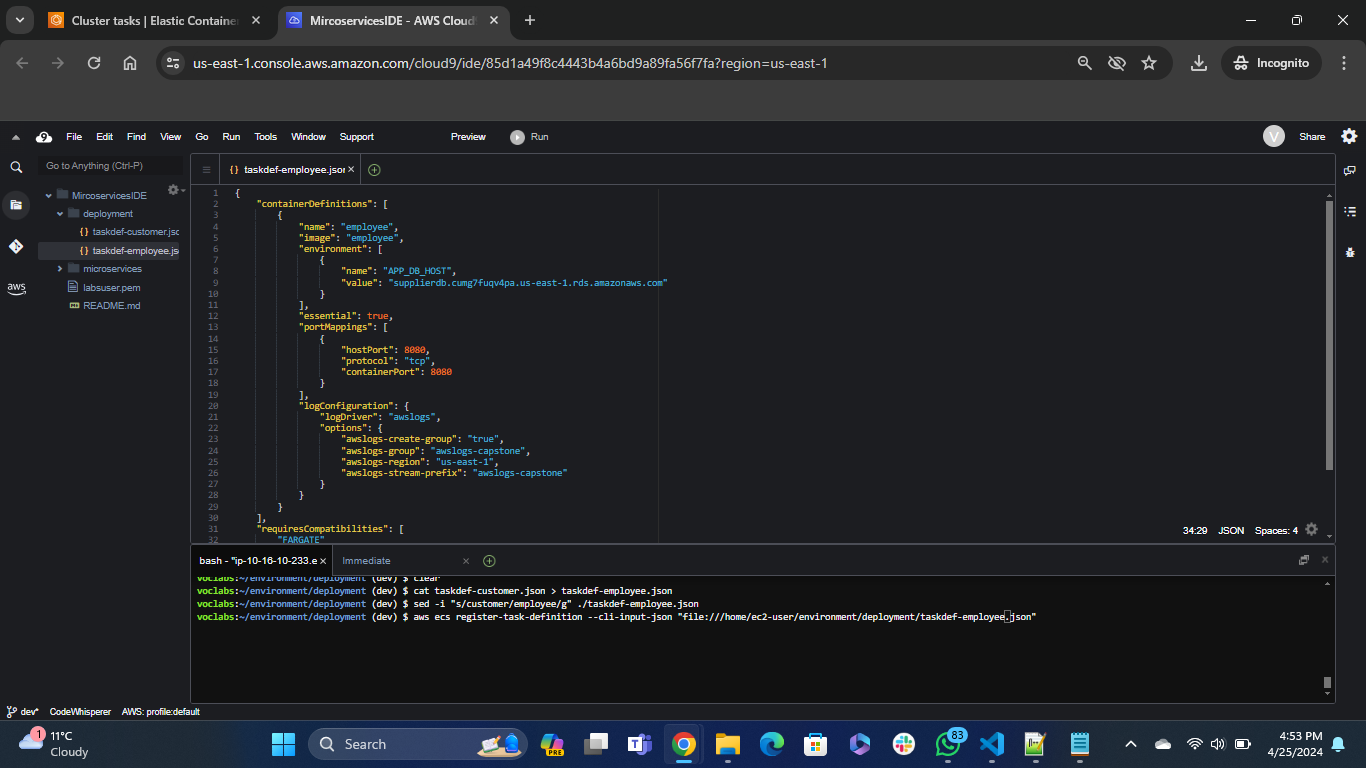 Cluster tasks | Elastic Container
MircoservicesIDE - AWS Cloud
us-east-1.console.aws.amazon.com/cloud9/ide/85d1a49f8c4443b4a6bd9a89fa56f7fa?region=us-east-1
Incognito
File Edit Find View Go Run Tools Window Support Preview Run
V Share
Go to Anything (Ctrl-P)
MircoservicesIDE
deployment
taskdef-customer.jsc
taskdef-employee.js
microservices
labsuser.pem
README.md
aws
{} taskdef-employee.jsor
1 {
2 "containerDefinitions": [
3 {
4 "name": "employee",
5 "image": "employee",
6 "environment": [
7 {
8 "name": "APP_DB_HOST",
9 "value": "supplierdb.cumg7fuqv4pa.us-east-1.rds.amazonaws.com"
10 }
11 ],
12 "essential": true,
13 "portMappings": [
14 {
15 "hostPort": 8080,
16 "protocol": "tcp",
17 "containerPort": 8080
18 }
19 ],
20 "logConfiguration": {
21 "logDriver": "awslogs",
22 "options": {
23 "awslogs-create-group": "true",
24 "awslogs-group": "awslogs-capstone",
25 "awslogs-region": "us-east-1",
26 "awslogs-stream-prefix": "awslogs-capstone"
27 }
28 }
29 }
30 ],
31 "requiresCompatibilities": [
32 "FARGATE"
34:29 JSON Spaces: 4
bash - "ip-10-16-10-233.e
Immediate
voclabs:~/environment/deployment (dev) $ clear
voclabs:~/environment/deployment (dev) $ cat taskdef-customer.json > taskdef-employee.json
voclabs:~/environment/deployment (dev) $ sed -i "s/customer/employee/g" ./taskdef-employee.json
voclabs:~/environment/deployment (dev) $ aws ecs register-task-definition --cli-input-json "file:///home/ec2-user/environment/deployment/taskdef-employee.json"
dev* CodeWhisperer AWS: profile:default
1
11°C
Cloudy
Search
PRE
83
4:53 PM
4/25/2024